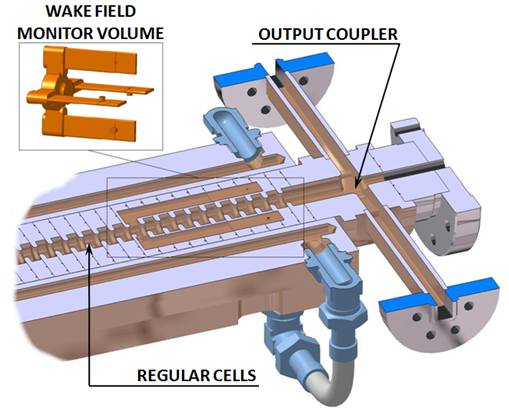 WAKE FIELD
MONITOR VOLUME
OUTPUT COUPLER
REGULAR CELLS